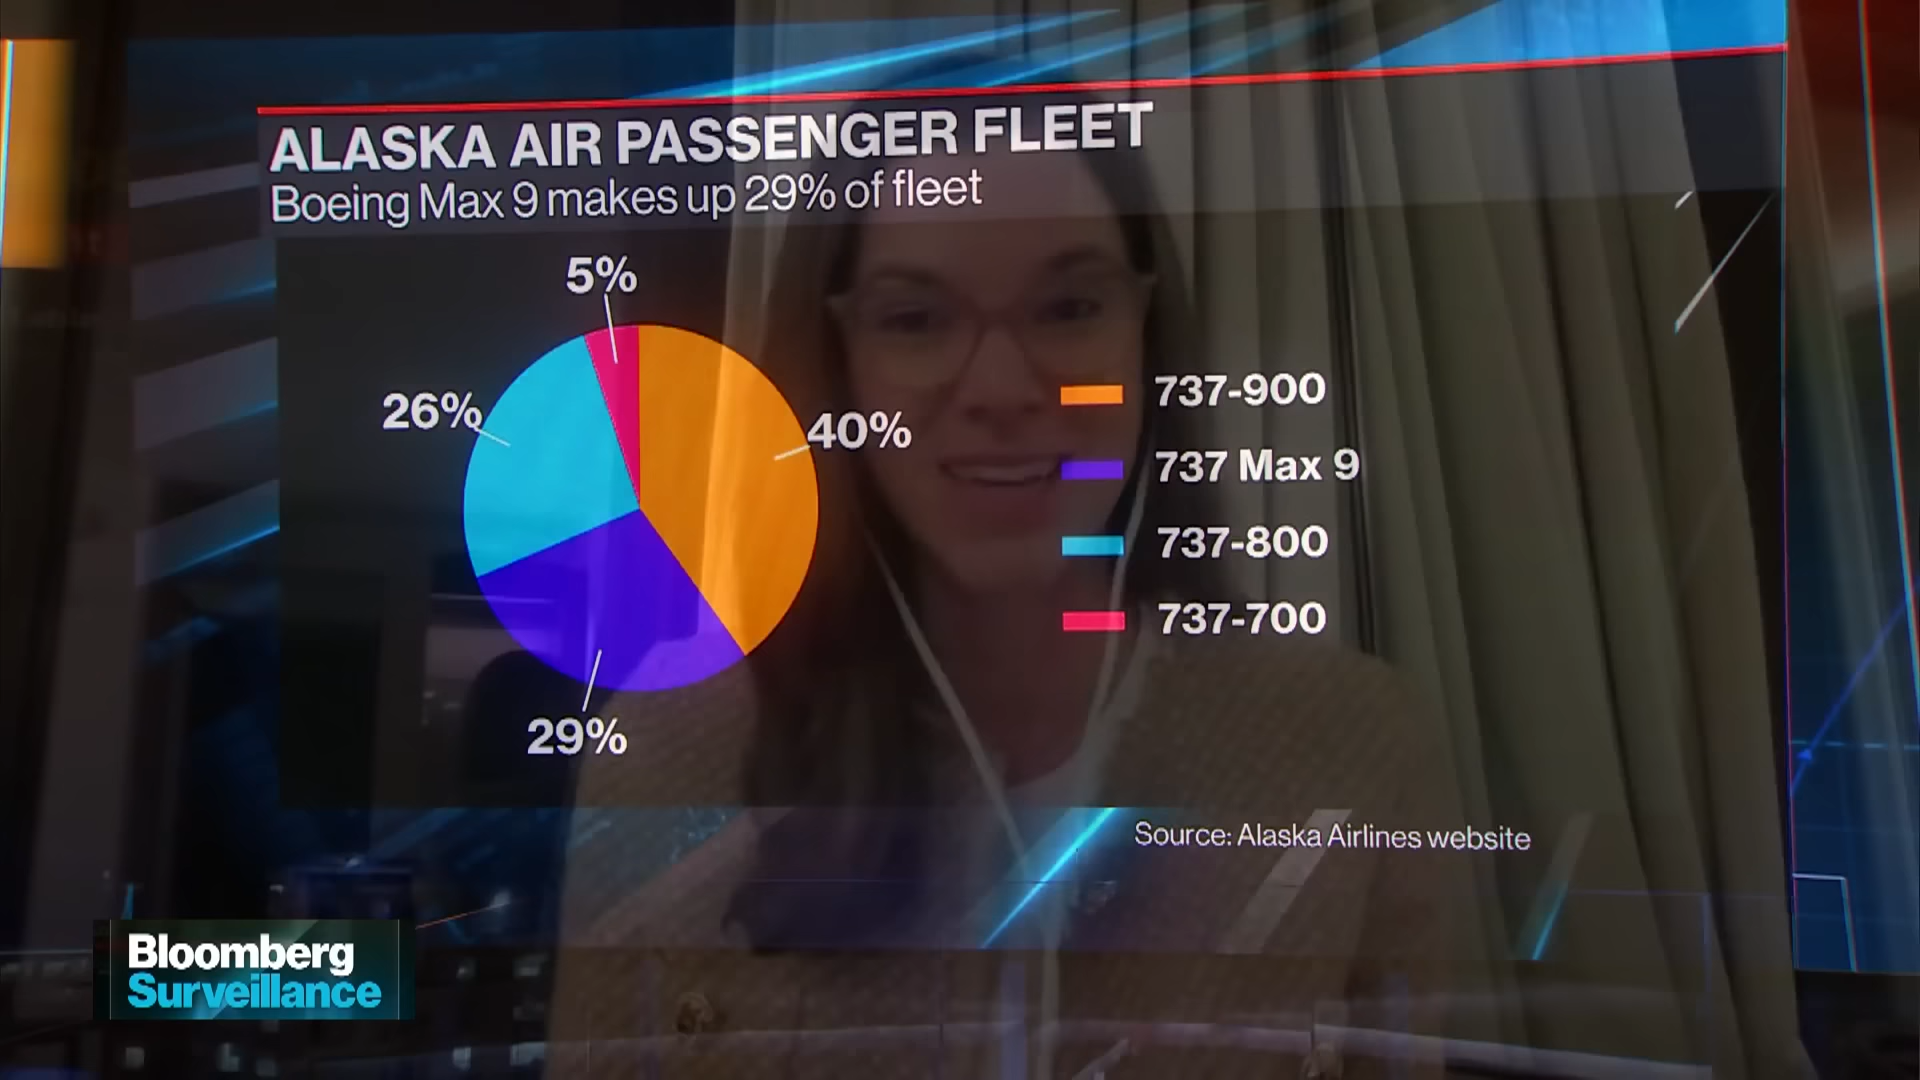 ALASKA AIR PASSENGER FLEET
Boeing Max 9 makes up 29% of fleet
5%
26%
40%
29%
737-900
737 Max 9
737-800
737-700
Source: Alaska Airlines website
Bloomberg
Surveillance